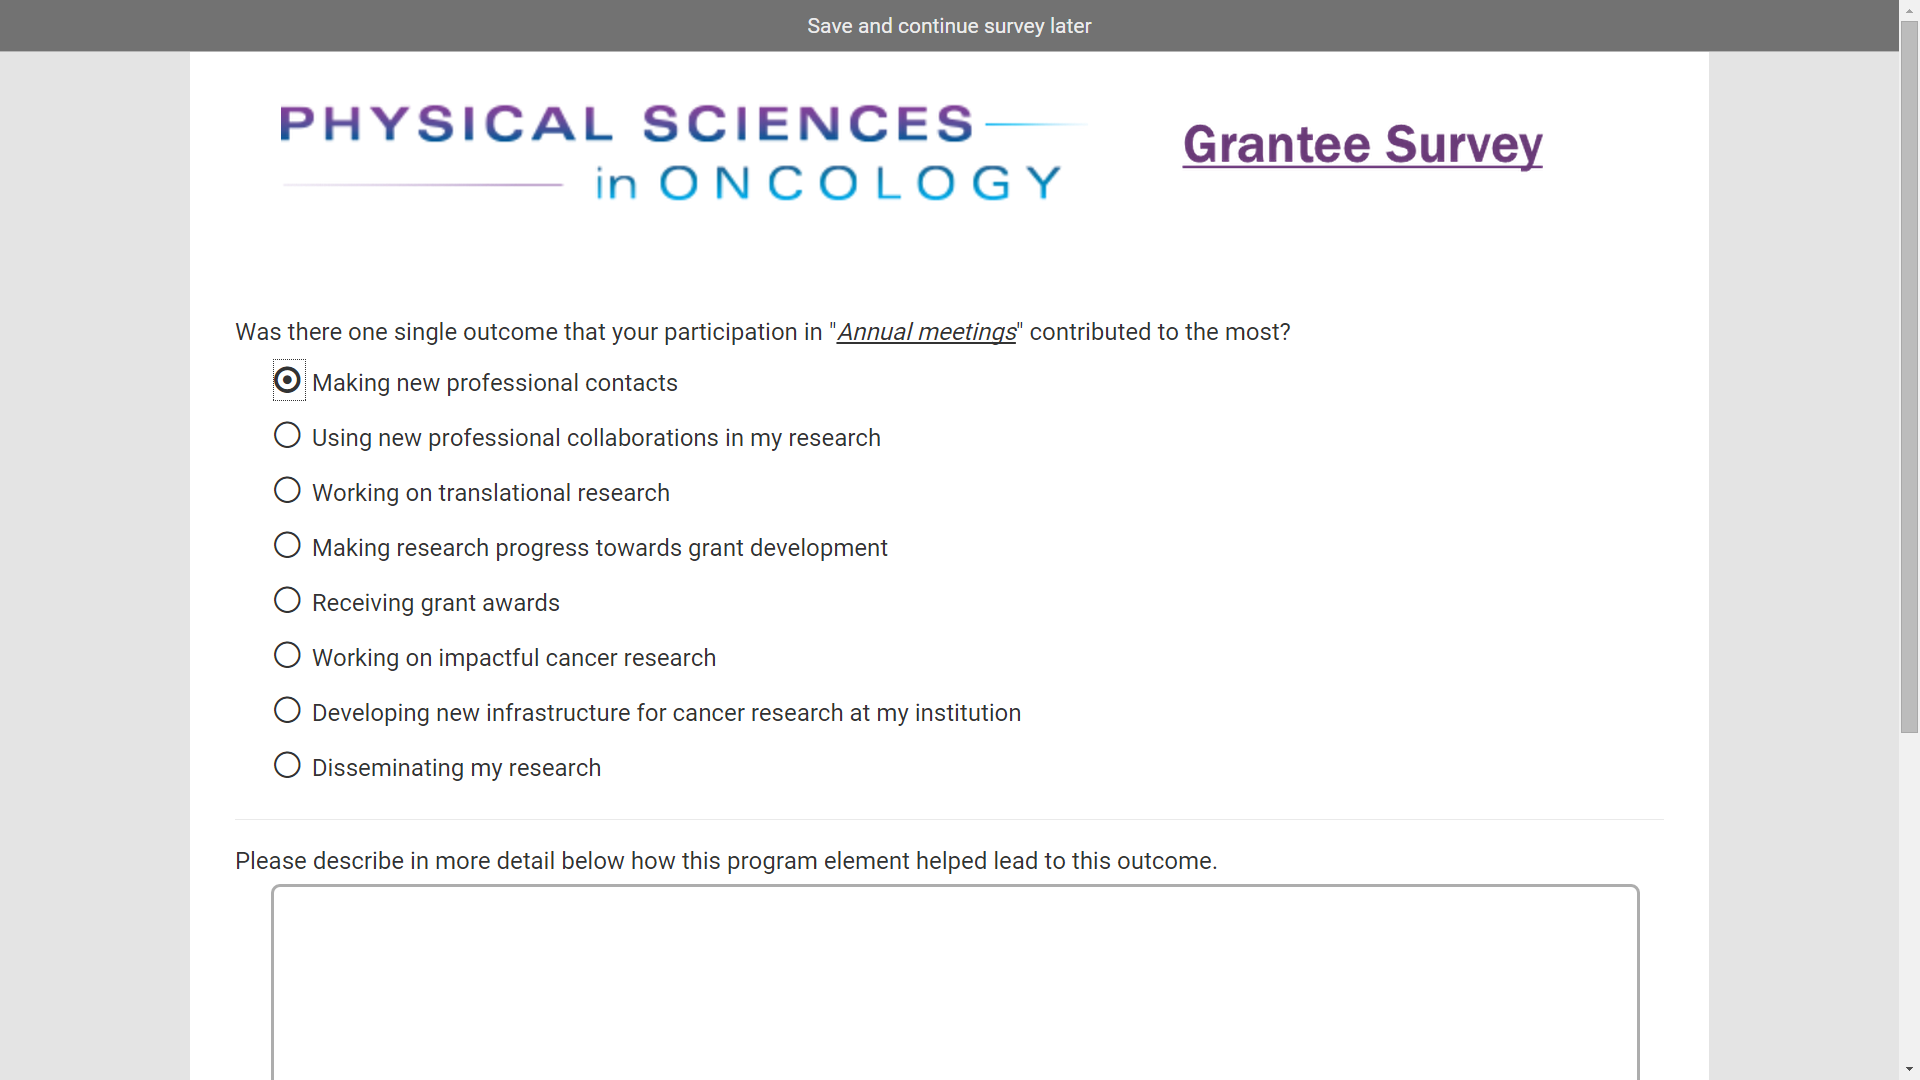 Save and continue survey later
PHYSICAL SCIENCES
in ONCOLOGY
Grantee Survey
Was there one single outcome that your participation in "Annual meetings" contributed to the most?
Making new professional contacts
Using new professional collaborations in my research
Working on translational research
Making research progress towards grant development
Receiving grant awards
Working on impactful cancer research
Developing new infrastructure for cancer research at my institution
Disseminating my research
Please describe in more detail below how this program element helped lead to this outcome.